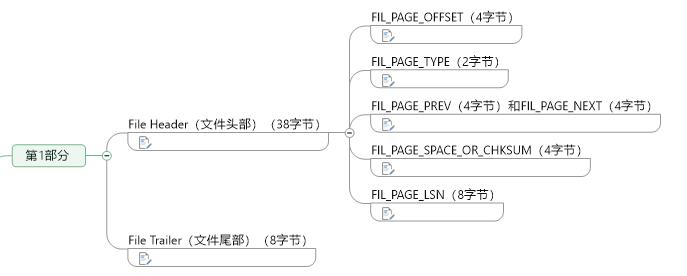 第1部分
File Header（文件头部）（38字节）
FIL_PAGE_OFFSET（4字节）
FIL_PAGE_TYPE（2字节）
FIL_PAGE_PREV（4字节）和FIL_PAGE_NEXT（4字节）
FIL_PAGE_SPACE_OR_CHKSUM（4字节）
FIL_PAGE_LSN（8字节）
File Trailer（文件尾部）（8字节）